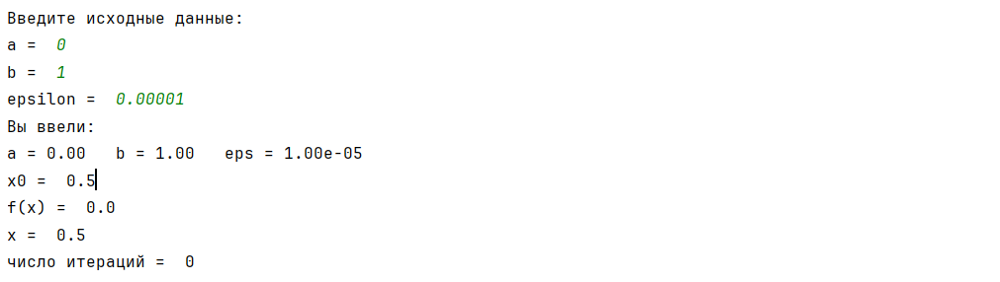 Введите исходные данные:
a =  0
b =  1
epsilon =  0.00001
Вы ввели:
a = 0.00   b = 1.00   eps = 1.00e-05
x0 =  0.5
f(x) =  0.0
x =  0.5
число итераций =  0